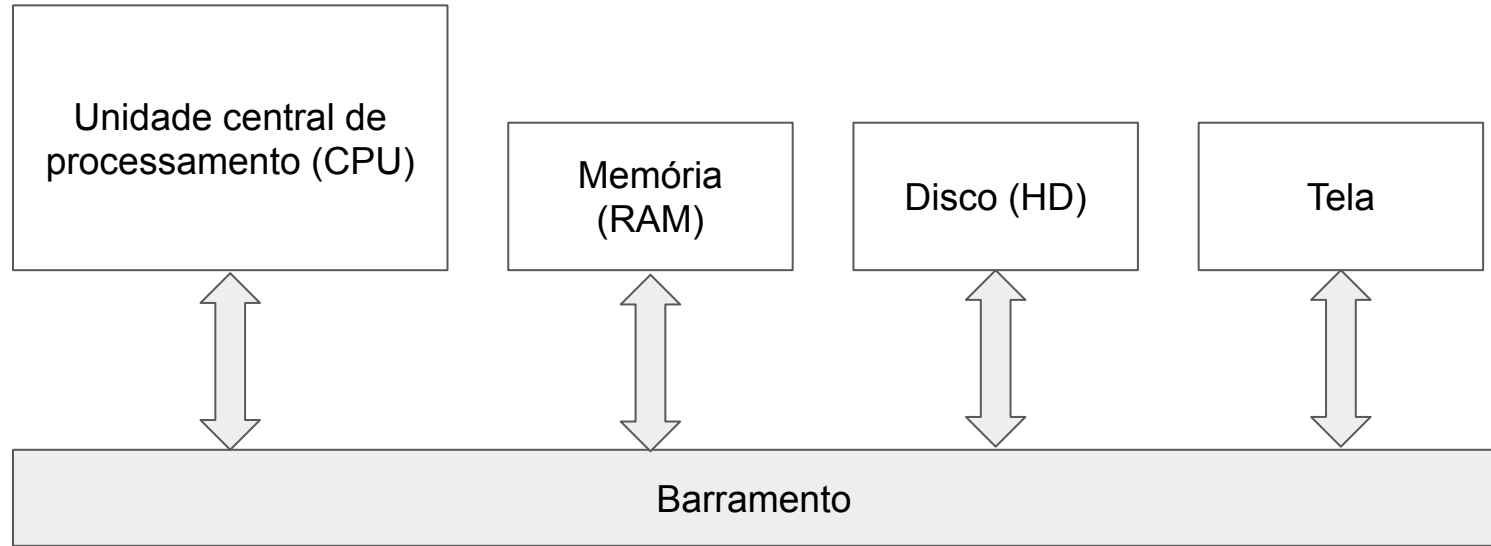 Unidade central de
processamento (CPU)
Memória
(RAM)
Disco (HD)
Tela
Barramento